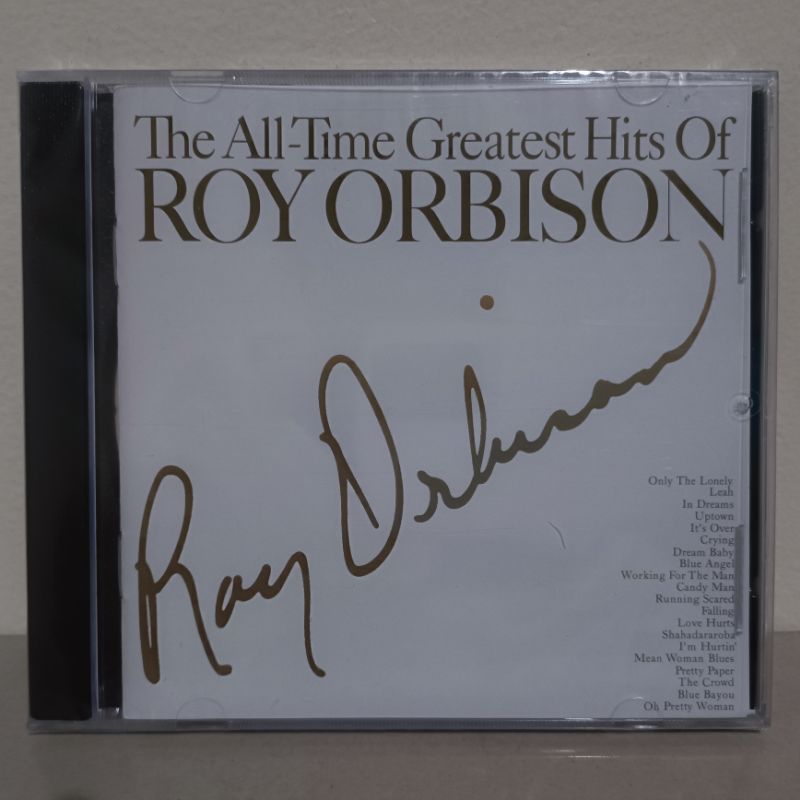 The All-Time Greatest Hits Of
ROY ORBISON
Roy Orbison
Only The Lonely
Leah
In Dreams
Uptown
It's Over
Crying
Dream Baby
Blue Angel
Working For The Man
Candy Man
Running Scared
Falling
Love Hurts
Shahadararoba
I'm Hurtin'
Mean Woman Blues
Pretty Paper
The Crowd
Blue Bayou
Oh Pretty Woman